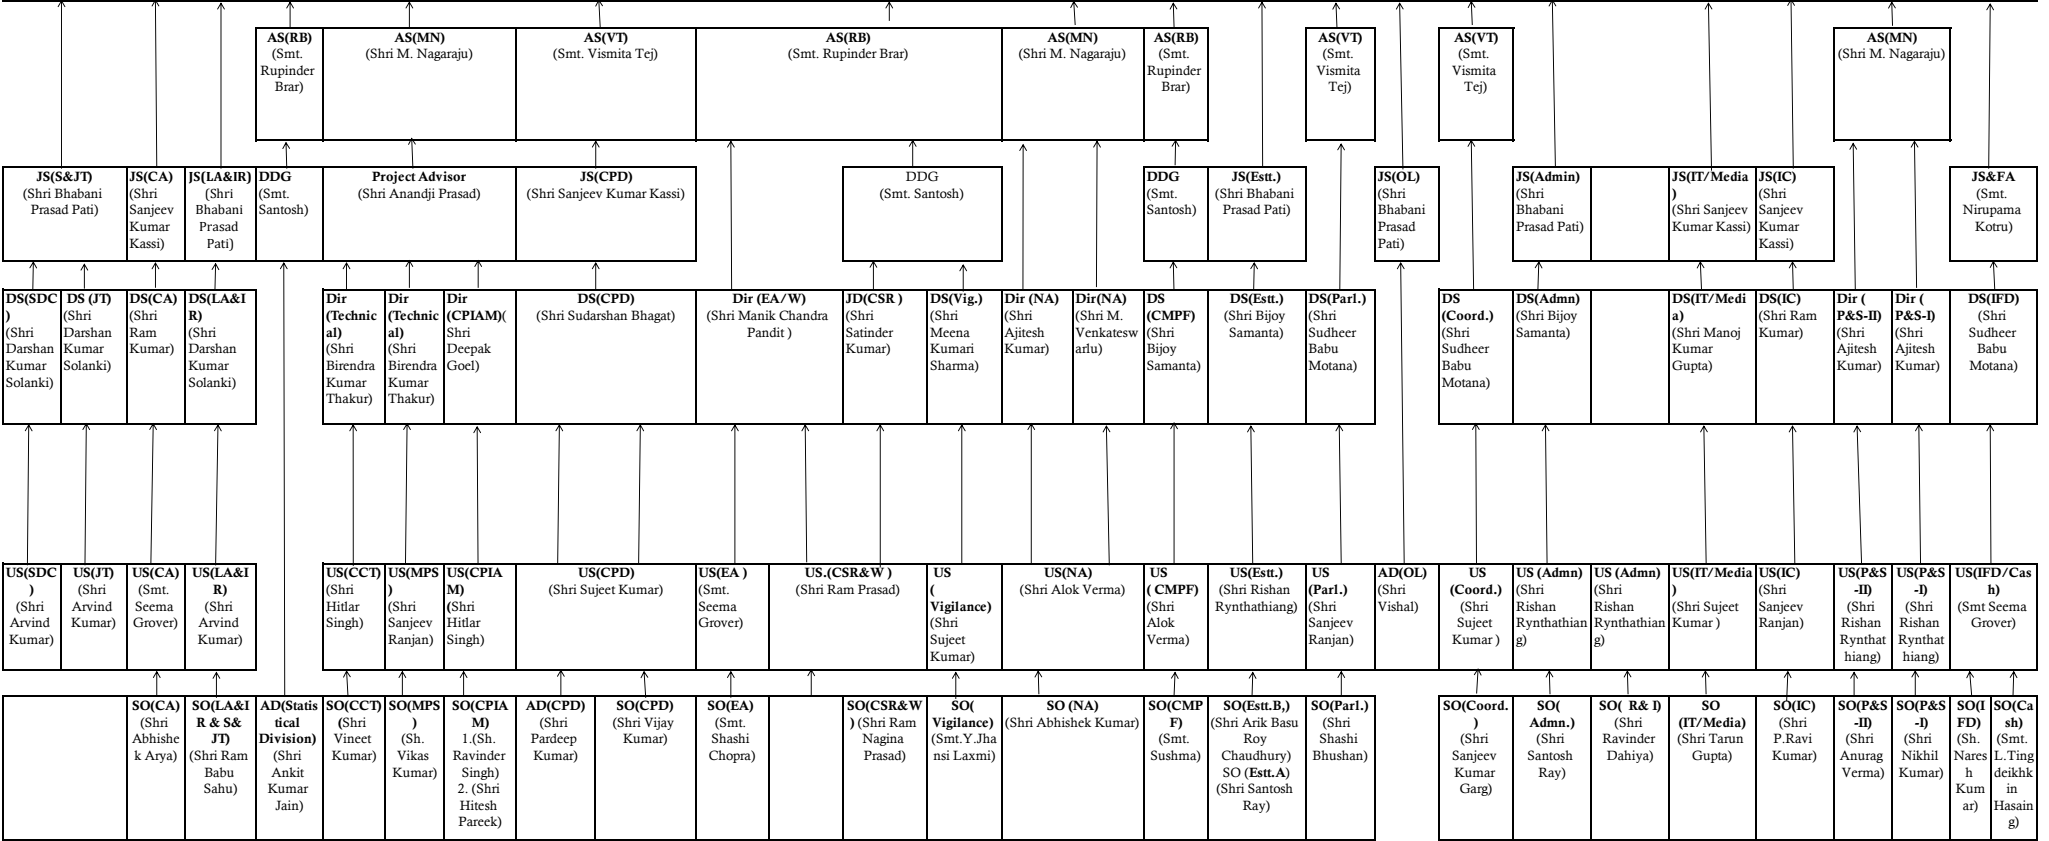 AS(RB)
(Smt.
Rupinder
Brar)
AS(MN)
(Shri M. Nagaraju)
AS(VT)
(Smt. Vismita Tej)
AS(RB)
(Smt. Rupinder Brar)
AS(MN)
(Shri M. Nagaraju)
AS(RB)
(Smt.
Rupinder
Brar)
AS(VT)
(Smt.
Vismita
Tej)
AS(VT)
(Smt.
Vismita
Tej)
AS(MN)
(Shri M. Nagaraju)
JS(S&JT)
(Shri Bhabani
Prasad Pati)
JS(CA)
(Shri
Sanjeev
Kumar
Kassi)
JS(LA&IR)
(Shri
Bhabani
Prasad
Pati)
DDG
(Smt.
Santosh)
Project Advisor
(Shri Anandji Prasad)
JS(CPD)
(Shri Sanjeev Kumar Kassi)
DDG
(Smt. Santosh)
DDG
(Smt.
Santosh)
JS(Estt.)
(Shri Bhabani
Prasad Pati)
JS(OL)
(Shri
Bhabani
Prasad
Pati)
JS(Admin)
(Shri
Bhabani
Prasad Pati)
JS(IT/Media
)
(Shri Sanjeev
Kumar Kassi)
JS(IC)
(Shri
Sanjeev
Kumar
Kassi)
JS&FA
(Smt.
Nirupama
Kotru)
DS(SDC
)
(Shri
Darshan
Kumar
Solanki)
DS (JT)
(Shri
Darshan
Kumar
Solanki)
DS(CA)
(Shri
Ram
Kumar)
DS(LA&I
R)
(Shri
Darshan
Kumar
Solanki)
Dir
(Technic
al)
(Shri
Birendra
Kumar
Thakur)
Dir
(Technic
al)
(Shri
Birendra
Kumar
Thakur)
Dir
(CPIAM)(
Shri
Deepak
Goel)
DS(CPD)
(Shri Sudarshan Bhagat)
Dir (EA/W)
(Shri Manik Chandra
Pandit )
JD(CSR )
(Shri
Satinder
Kumar)
DS(Vig.)
(Shri
Meena
Kumari
Sharma)
Dir (NA)
(Shri
Ajitesh
Kumar)
Dir(NA)
(Shri M.
Venkatesw
arlu)
DS
(CMPF)
(Shri
Bijoy
Samanta)
DS(Estt.)
(Shri Bijoy
Samanta)
DS(Parl.)
(Shri
Sudheer
Babu
Motana)
DS
(Coord.)
(Shri
Sudheer
Babu
Motana)
DS(Admn)
(Shri Bijoy
Samanta)
DS(IT/Medi
a)
(Shri Manoj
Kumar
Gupta)
DS(IC)
(Shri Ram
Kumar)
Dir (
P&S-II)
(Shri
Ajitesh
Kumar)
Dir (
P&S-I)
(Shri
Ajitesh
Kumar)
DS(IFD)
(Shri
Sudheer
Babu
Motana)
US(SDC
)
(Shri
Arvind
Kumar)
US(JT)
(Shri
Arvind
Kumar)
US(CA)
(Smt.
Seema
Grover)
US(LA&I
R)
(Shri
Arvind
Kumar)
US(CCT)
(Shri
Hitlar
Singh)
US(MPS
)
(Shri
Sanjeev
Ranjan)
US(CPIA
M)
(Shri
Hitlar
Singh)
US(CPD)
(Shri Sujeet Kumar)
US(EA )
(Smt.
Seema
Grover)
US.(CSR&W )
(Shri Ram Prasad)
US
(
Vigilance)
(Shri
Sujeet
Kumar)
US(NA)
(Shri Alok Verma)
US
( CMPF)
(Shri
Alok
Verma)
US(Estt.)
(Shri Rishan
Rynthathiang)
US
(Parl.)
(Shri
Sanjeev
Ranjan)
AD(OL)
(Shri
Vishal)
US
(Coord.)
(Shri
Sujeet
Kumar )
US (Admn)
(Shri
Rishan
Rynthathian
g)
US (Admn)
(Shri
Rishan
Rynthathian
g)
US(IT/Media
)
(Shri Sujeet
Kumar )
US(IC)
(Shri
Sanjeev
Ranjan)
US(P&S
-II)
(Shri
Rishan
Rynthat
hiang)
US(P&S
-I)
(Shri
Rishan
Rynthat
hiang)
US(IFD/Cas
h)
(Smt Seema
Grover)
SO(CA)
(Shri
Abhishe
k Arya)
SO(LA&I
R & S&
JT)
(Shri Ram
Babu
Sahu)
AD(Statis
tical
Division)
(Shri
Ankit
Kumar
Jain)
SO(CCT)
(Shri
Vineet
Kumar)
SO(MPS
)
(Sh.
Vikas
Kumar)
SO(CPIA
M)
1.(Sh.
Ravinder
Singh)
2. (Shri
Hitesh
Pareek)
AD(CPD)
(Shri
Pardeep
Kumar)
SO(CPD)
(Shri Vijay
Kumar)
SO(EA)
(Smt.
Shashi
Chopra)
SO(CSR&W
) (Shri Ram
Nagina
Prasad)
SO(
Vigilance)
(Smt.Y.Jha
nsi Laxmi)
SO (NA)
(Shri Abhishek Kumar)
SO(CMP
F)
(Smt.
Sushma)
SO(Estt.B,)
(Shri Arik Basu
Roy
Chaudhury)
SO (Estt.A)
(Shri Santosh
Ray)
SO(Parl.)
(Shri
Shashi
Bhushan)
SO(Coord.
)
(Shri
Sanjeev
Kumar
Garg)
SO(
Admn.)
(Shri
Santosh
Ray)
SO( R& I)
(Shri
Ravinder
Dahiya)
SO
(IT/Media)
(Shri Tarun
Gupta)
SO(IC)
(Shri
P.Ravi
Kumar)
SO(P&S
-II)
(Shri
Anurag
Verma)
SO(P&S
-I)
(Shri
Nikhil
Kumar)
SO(I
FD)
(Sh.
Nares
h
Kum
ar)
SO(Ca
sh)
(Smt.
L.Ting
deikhk
in
Hasain
g)